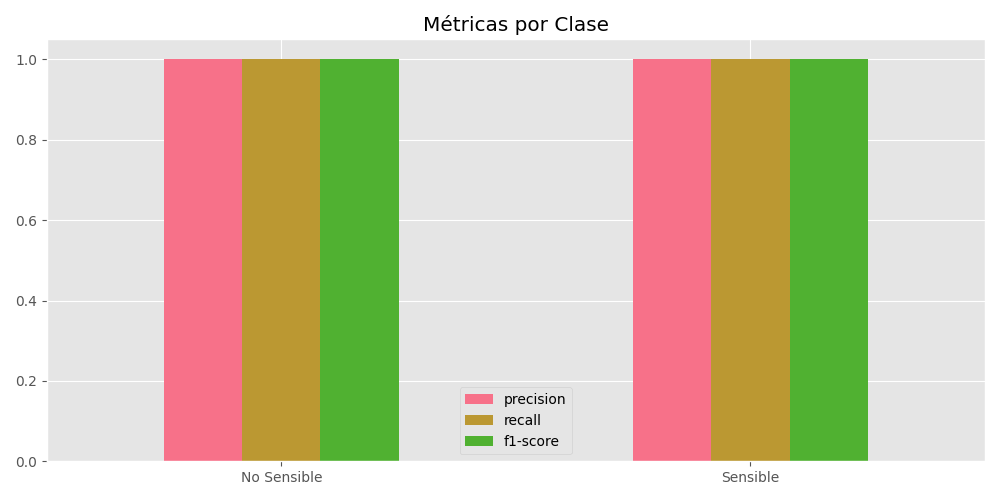 Métricas por Clase
1.0
0.8
0.6
0.4
0.2
0.0
precision
recall
f1-score
No Sensible
Sensible